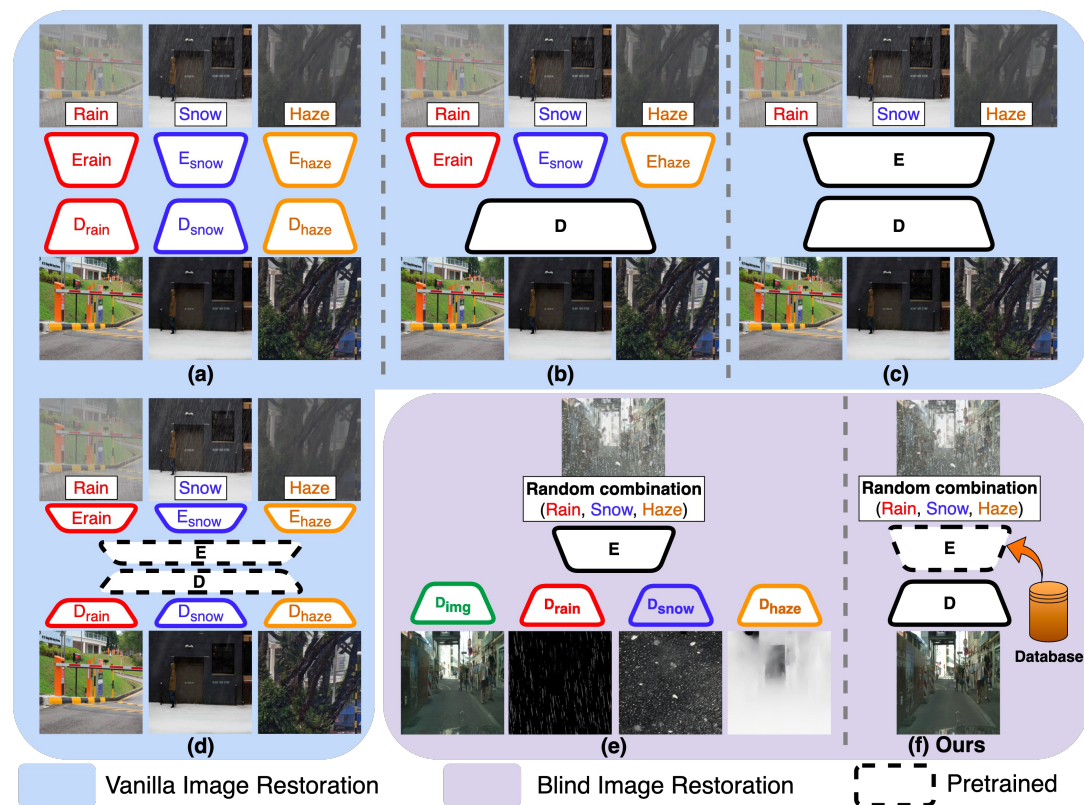 Rain Snow Haze
Erain Esnow Ehaze
Drain Dsnow Dhaze
(a)
Rain Snow Haze
Erain Esnow Ehaze
D
(b)
Rain Snow Haze
E
D
(c)
Rain Snow Haze
Erain Esnow Ehaze
E
D
Drain Dsnow Dhaze
(d)
Random combination
(Rain, Snow, Haze)
E
Dimg Drain Dsnow Dhaze
(e)
Random combination
(Rain, Snow, Haze)
E
D
Database
(f) Ours
Vanilla Image Restoration
Blind Image Restoration
Pretrained